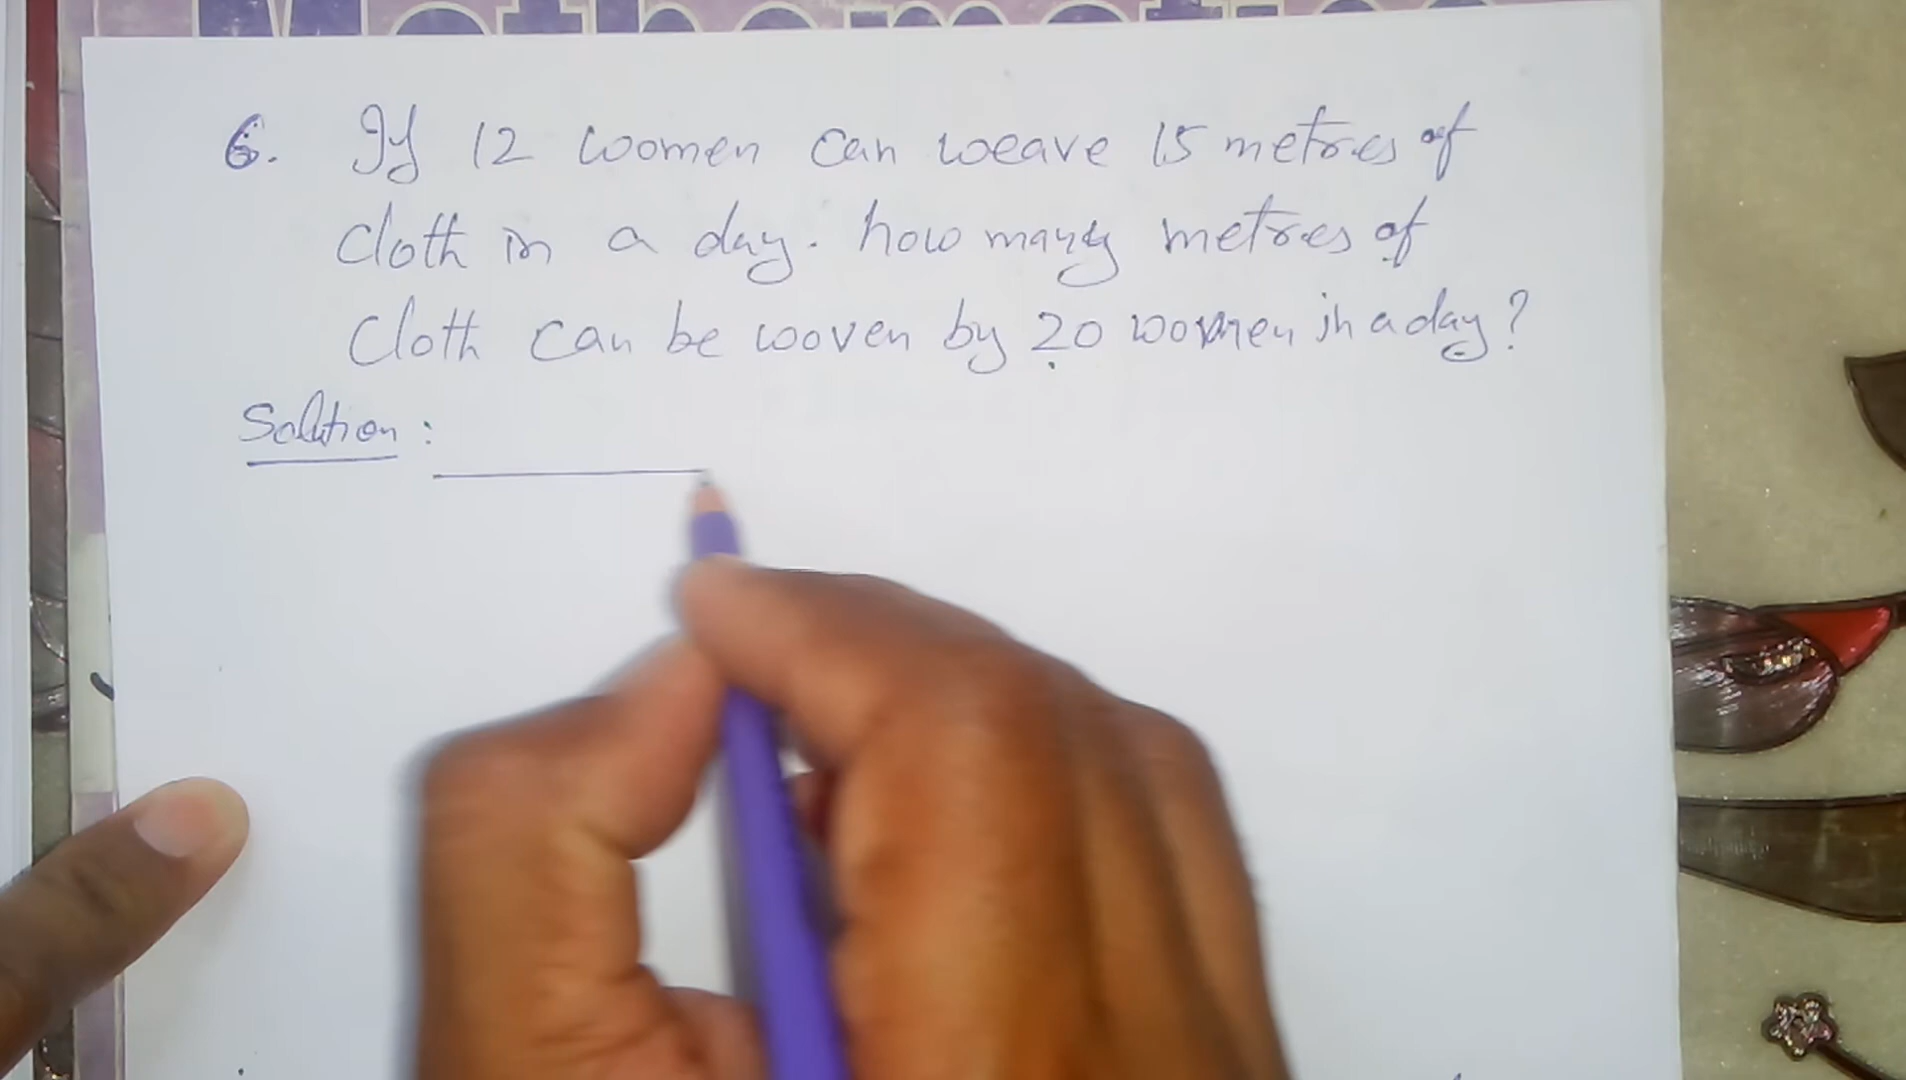 Mathematics
6. If 12 women can weave 15 metres of
cloth in a day. how many metres of
cloth can be woven by 20 women in a day?
Solution :